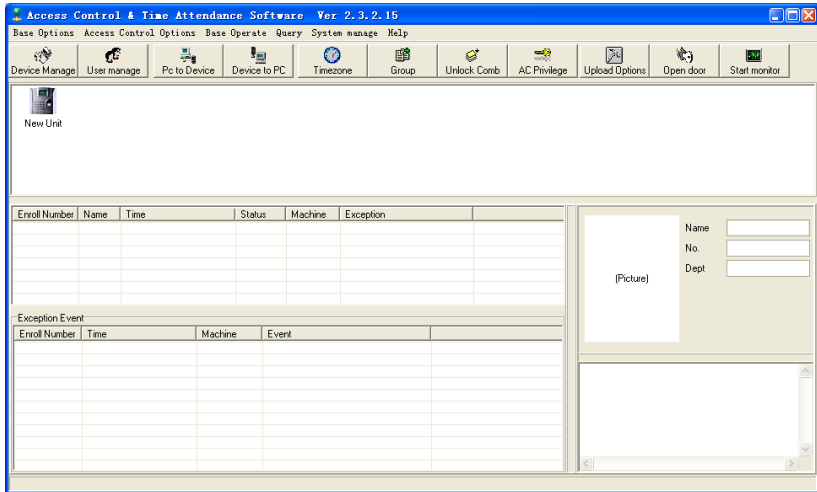 Access Control & Time Attendance Software Ver 2.3.2.15
Base Options Access Control Options Base Operate Query System manage Help
Device Manage User manage Pc to Device Device to PC Timezone Group Unlock Comb AC Privilege Upload Options Open door Start monitor
New Unit
Enroll Number Name Time Status Machine Exception
Name
No.
Dept
(Picture)
Exception Event
Enroll Number Time Machine Event